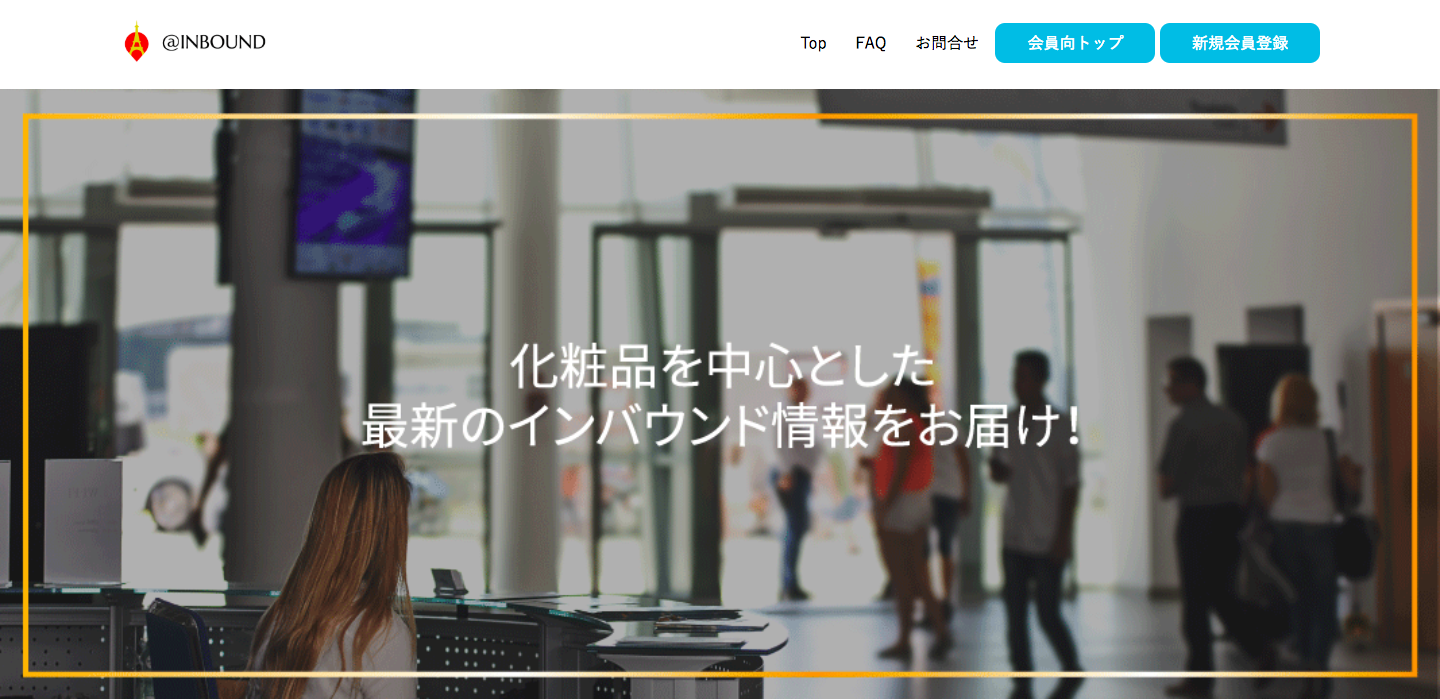 @INBOUND
Top
FAQ
お問合せ
会員向トップ
新規会員登録
化粧品を中心とした
最新のインバウンド情報をお届け！